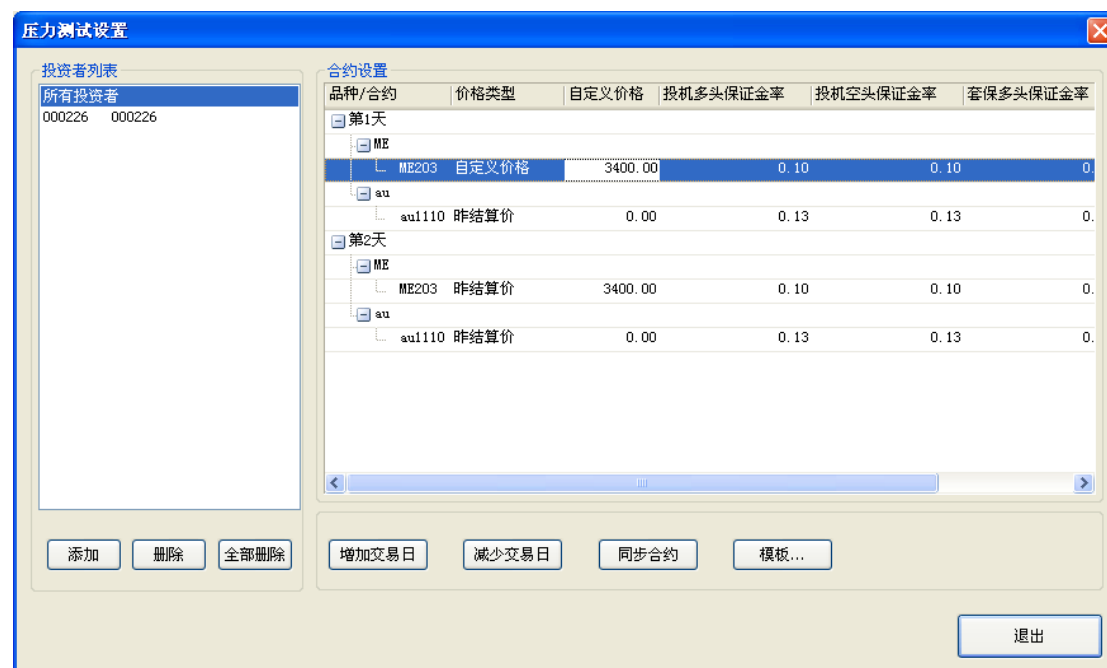 压力测试设置
投资者列表
所有投资者
000226 000226
添加 删除 全部删除
合约设置
品种/合约 价格类型 自定义价格 投机多头保证金率 投机空头保证金率 套保多头保证金率
第1天
ME
ME203 自定义价格 3400.00 0.10 0.10 0.
au
au1110 昨结算价 0.00 0.13 0.13 0.
第2天
ME
ME203 昨结算价 3400.00 0.10 0.10 0.
au
au1110 昨结算价 0.00 0.13 0.13 0.
增加交易日 减少交易日 同步合约 模板...
退出